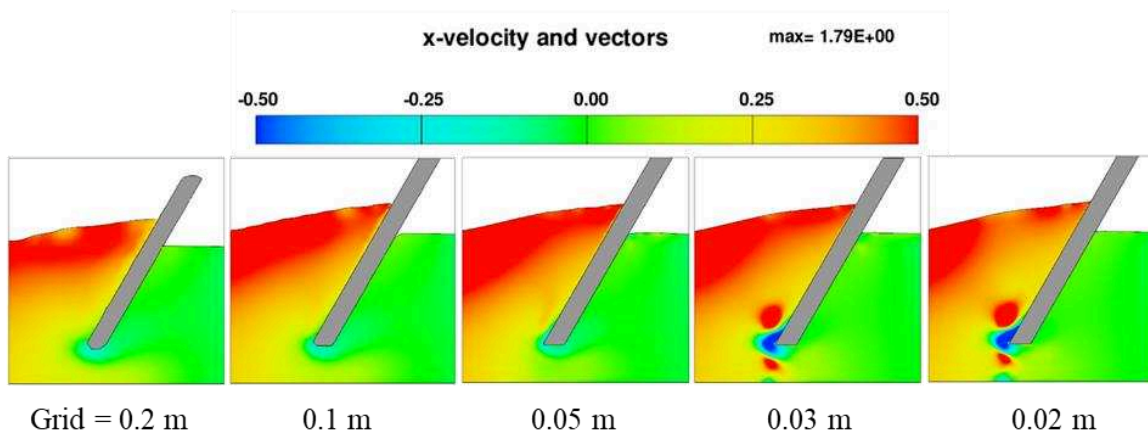 x-velocity and vectors max= 1.79E+00
-0.50 -0.25 0.00 0.25 0.50
Grid = 0.2 m 0.1 m 0.05 m 0.03 m 0.02 m